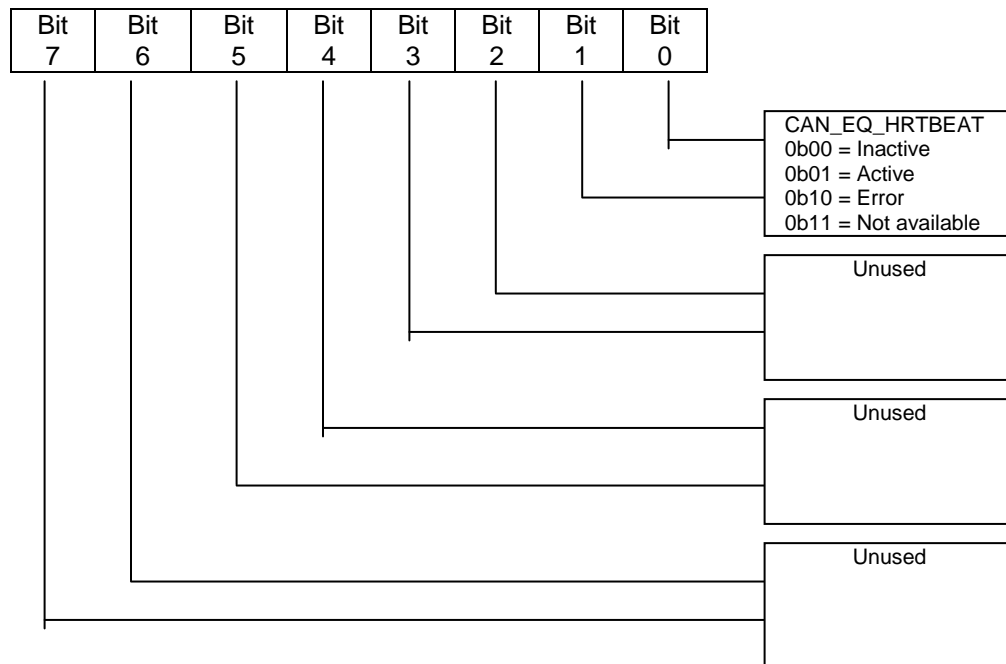 Bit Bit Bit Bit Bit Bit Bit Bit
7 6 5 4 3 2 1 0
CAN_EQ_HRTBEAT
0b00 = Inactive
0b01 = Active
0b10 = Error
0b11 = Not available
Unused
Unused
Unused